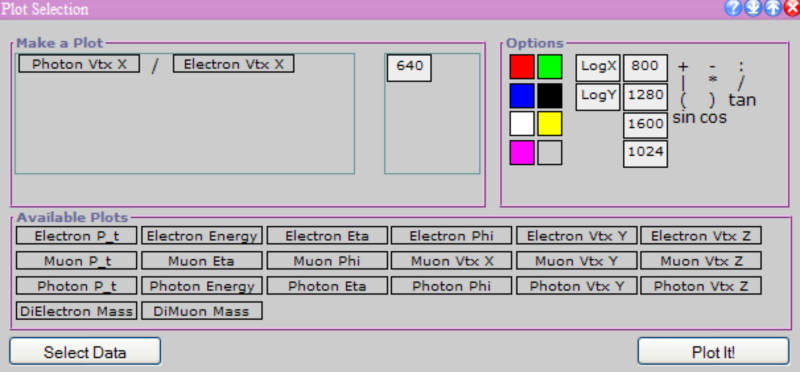 Plot Selection
Make a Plot
Photon Vtx X / Electron Vtx X
640
Options
LogX 800 + - :
| * /
LogY 1280 ( ) tan
1600 sin cos
1024
Available Plots
Electron P_t Electron Energy Electron Eta Electron Phi Electron Vtx Y Electron Vtx Z
Muon P_t Muon Eta Muon Phi Muon Vtx X Muon Vtx Y Muon Vtx Z
Photon P_t Photon Energy Photon Eta Photon Phi Photon Vtx Y Photon Vtx Z
DiElectron Mass DiMuon Mass
Select Data Plot It!